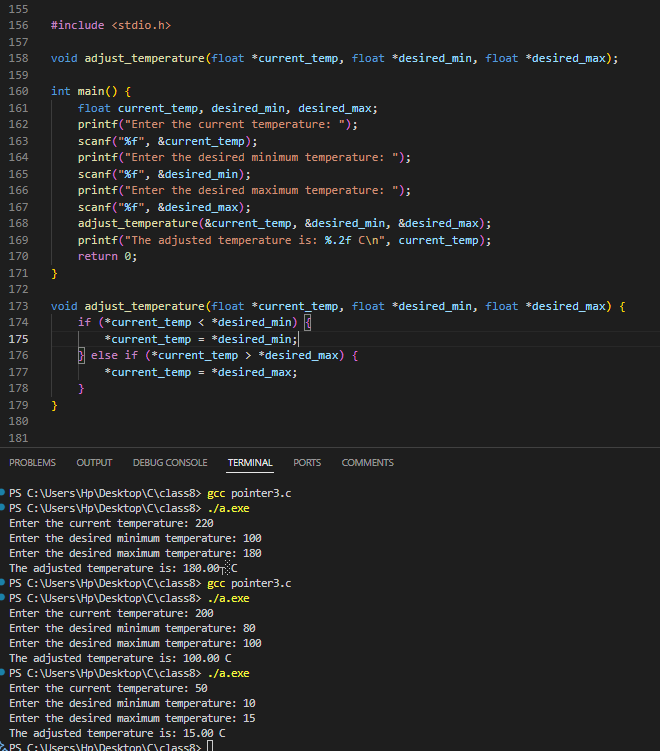 155
156 #include <stdio.h>
157
158 void adjust_temperature(float *current_temp, float *desired_min, float *desired_max);
159
160 int main() {
161     float current_temp, desired_min, desired_max;
162     printf("Enter the current temperature: ");
163     scanf("%f", &current_temp);
164     printf("Enter the desired minimum temperature: ");
165     scanf("%f", &desired_min);
166     printf("Enter the desired maximum temperature: ");
167     scanf("%f", &desired_max);
168     adjust_temperature(&current_temp, &desired_min, &desired_max);
169     printf("The adjusted temperature is: %.2f C\n", current_temp);
170     return 0;
171 }
172
173 void adjust_temperature(float *current_temp, float *desired_min, float *desired_max) {
174     if (*current_temp < *desired_min) {
175         *current_temp = *desired_min;
176     } else if (*current_temp > *desired_max) {
177         *current_temp = *desired_max;
178     }
179 }
180
181
PROBLEMS OUTPUT DEBUG CONSOLE TERMINAL PORTS COMMENTS
PS C:\Users\Hp\Desktop\C\class8> gcc pointer3.c
PS C:\Users\Hp\Desktop\C\class8> ./a.exe
Enter the current temperature: 220
Enter the desired minimum temperature: 100
Enter the desired maximum temperature: 180
The adjusted temperature is: 180.00┬░C
PS C:\Users\Hp\Desktop\C\class8> gcc pointer3.c
PS C:\Users\Hp\Desktop\C\class8> ./a.exe
Enter the current temperature: 200
Enter the desired minimum temperature: 80
Enter the desired maximum temperature: 100
The adjusted temperature is: 100.00 C
PS C:\Users\Hp\Desktop\C\class8> ./a.exe
Enter the current temperature: 50
Enter the desired minimum temperature: 10
Enter the desired maximum temperature: 15
The adjusted temperature is: 15.00 C
PS C:\Users\Hp\Desktop\C\class8>